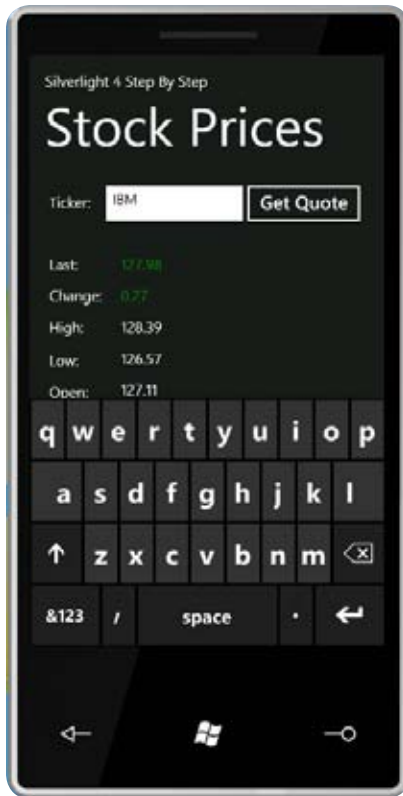 Silverlight 4 Step By Step
Stock Prices
Ticker: IBM Get Quote
Last: 127.98
Change: 0.27
High: 128.39
Low: 126.57
Open: 127.11
q w e r t y u i o p
a s d f g h j k l
z x c v b n m
&123 , space .